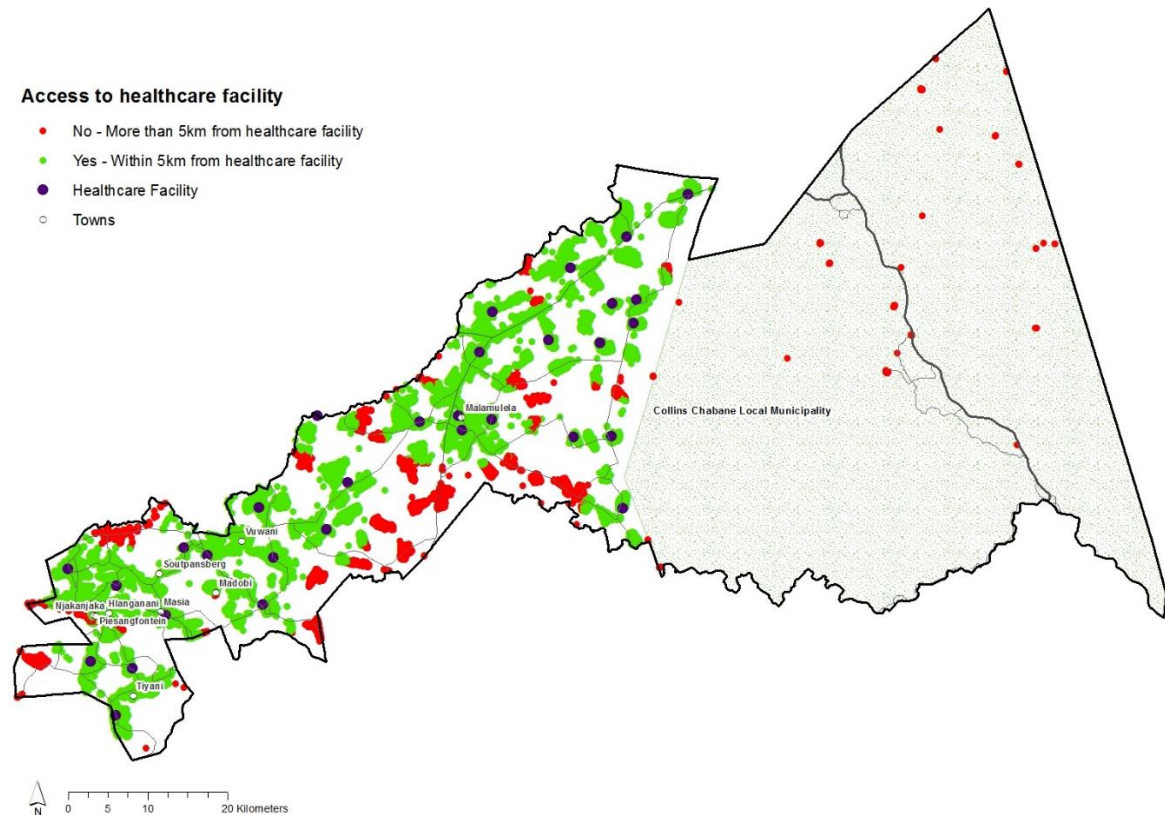 Access to healthcare facility
No - More than 5km from healthcare facility
Yes - Within 5km from healthcare facility
Healthcare Facility
Towns
Malamulela
Collins Chabane Local Municipality
Vuwani
Soutpansberg
Madobi
Njakanjaka Hlanganani Masia
Piesangfontein
Tiyani
N
0 5 10 20 Kilometers